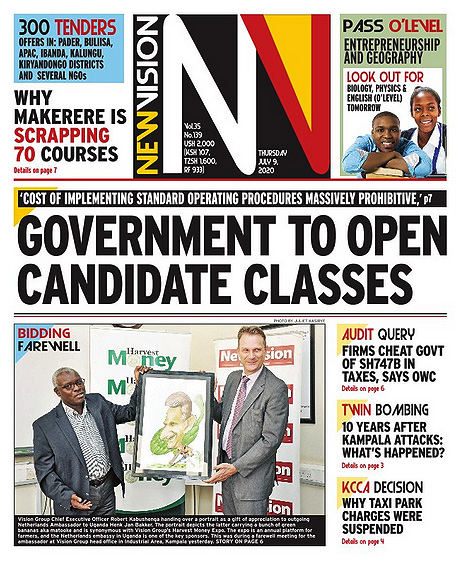 300 TENDERS
OFFERS IN: PADER, BULIISA,
APAC, IBANDA, KALUNGU,
KIRYANDONGO DISTRICTS
AND SEVERAL NGOs
WHY
MAKERERE IS
SCRAPPING
70 COURSES
Details on page 7
NEW VISION
Vol.35
No.139
USH 2,000
(KSH 107,
TZSH 1,600,
RF 933)
THURSDAY
JULY 9,
2020
PASS O'LEVEL
ENTREPRENEURSHIP
AND GEOGRAPHY
LOOK OUT FOR
BIOLOGY, PHYSICS &
ENGLISH (O'LEVEL)
TOMORROW
'COST OF IMPLEMENTING STANDARD OPERATING PROCEDURES MASSIVELY PROHIBITIVE,' p7
GOVERNMENT TO OPEN
CANDIDATE CLASSES
PHOTO BY JULIET KASIRYE
BIDDING
FAREWELL
Harvest
Money
New Vision
Vision Group Chief Executive Officer Robert Kabushenga handing over a portrait as a gift of appreciation to outgoing
Netherlands Ambassador to Uganda Henk Jan Bakker. The portrait depicts the latter carrying a bunch of green
bananas aka matooke and is synonymous with Vision Group's Harvest Money Expo. The expo is an annual platform for
farmers, and the Netherlands embassy in Uganda is one of the key sponsors. This was during a farewell meeting for the
ambassador at Vision Group head office in Industrial Area, Kampala yesterday. STORY ON PAGE 6
AUDIT QUERY
FIRMS CHEAT GOVT
OF SH747B IN
TAXES, SAYS OWC
Details on page 6
TWIN BOMBING
10 YEARS AFTER
KAMPALA ATTACKS:
WHAT'S HAPPENED?
Details on page 3
KCCA DECISION
WHY TAXI PARK
CHARGES WERE
SUSPENDED
Details on page 4